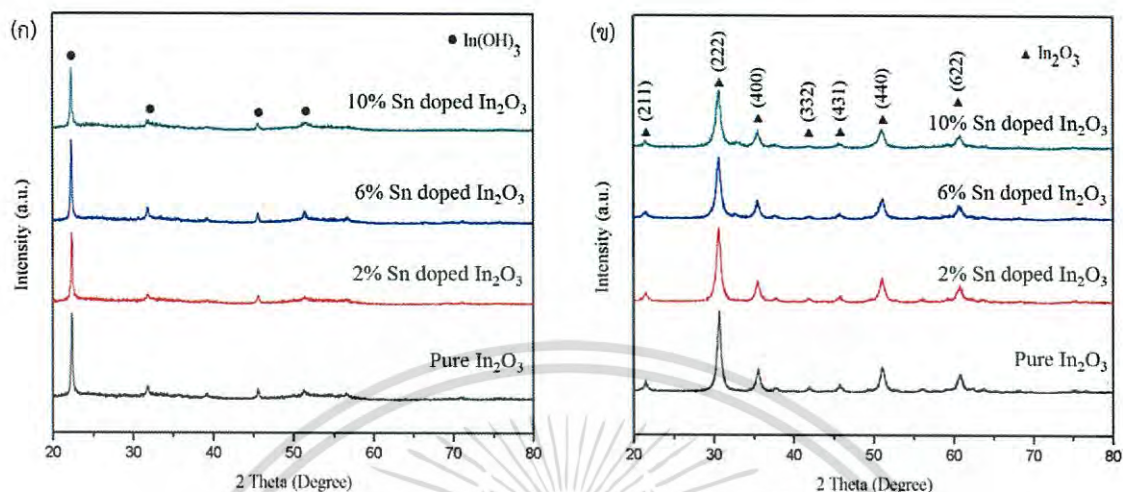 (ก)
● In(OH)₃
10% Sn doped In₂O₃
6% Sn doped In₂O₃
2% Sn doped In₂O₃
Pure In₂O₃
Intensity (a.u.)
20 30 40 50 60 70 80
2 Theta (Degree)
(ข)
▲ In₂O₃
(211) (222) (400) (332) (431) (440) (622)
10% Sn doped In₂O₃
6% Sn doped In₂O₃
2% Sn doped In₂O₃
Pure In₂O₃
Intensity (a.u.)
20 30 40 50 60 70 80
2 Theta (Degree)